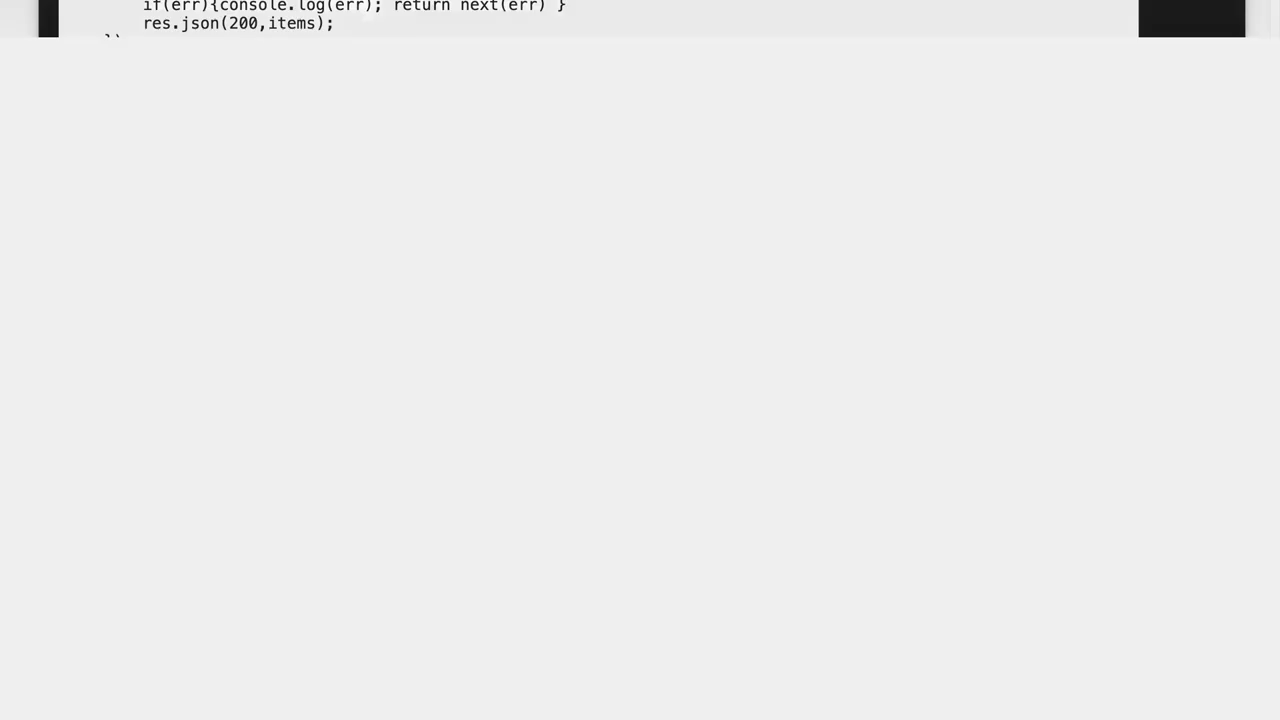 if(err){console.log(err); return next(err) }
res.json(200,items);
})